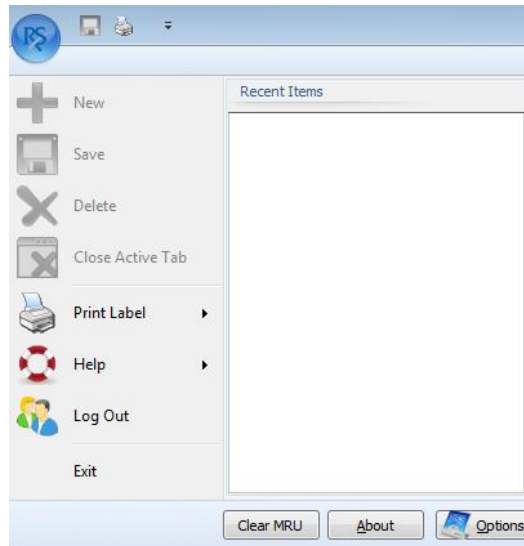 RS
Recent Items
New
Save
Delete
Close Active Tab
Print Label
Help
Log Out
Exit
Clear MRU
About
Options